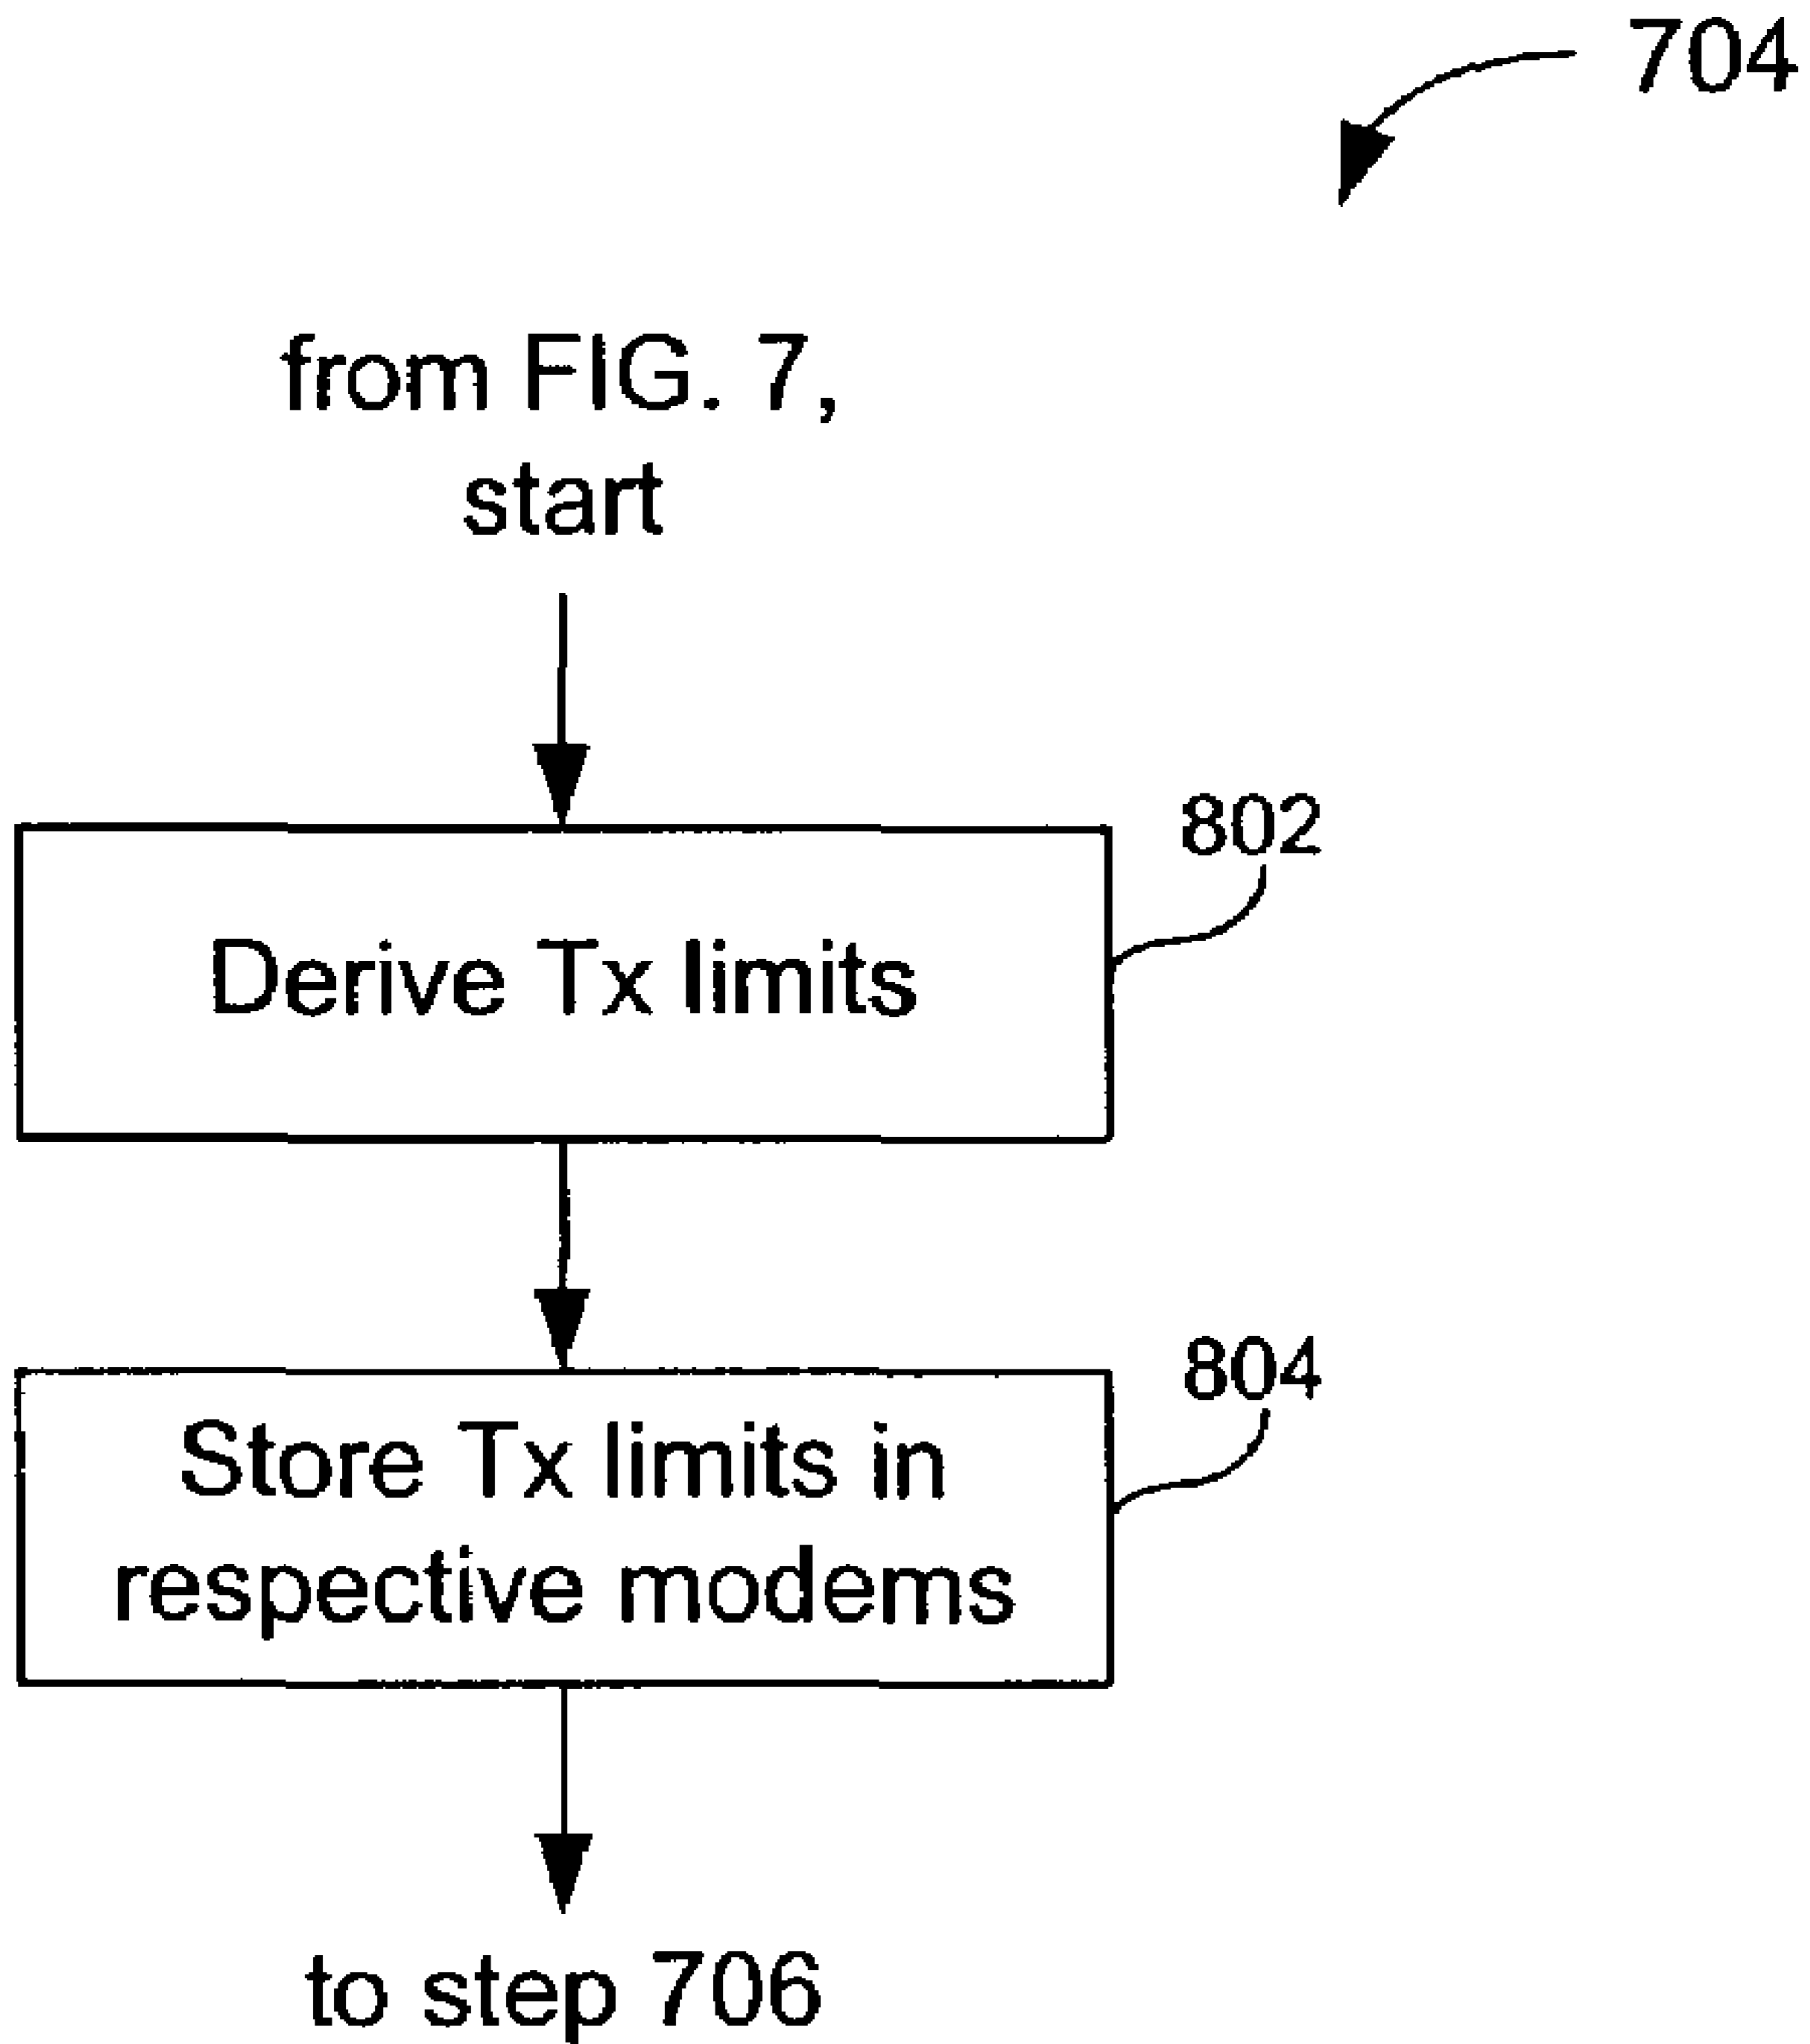 704
from FIG. 7,
start
802
Derive Tx limits
804
Store Tx limits in
respective modems
to step 706